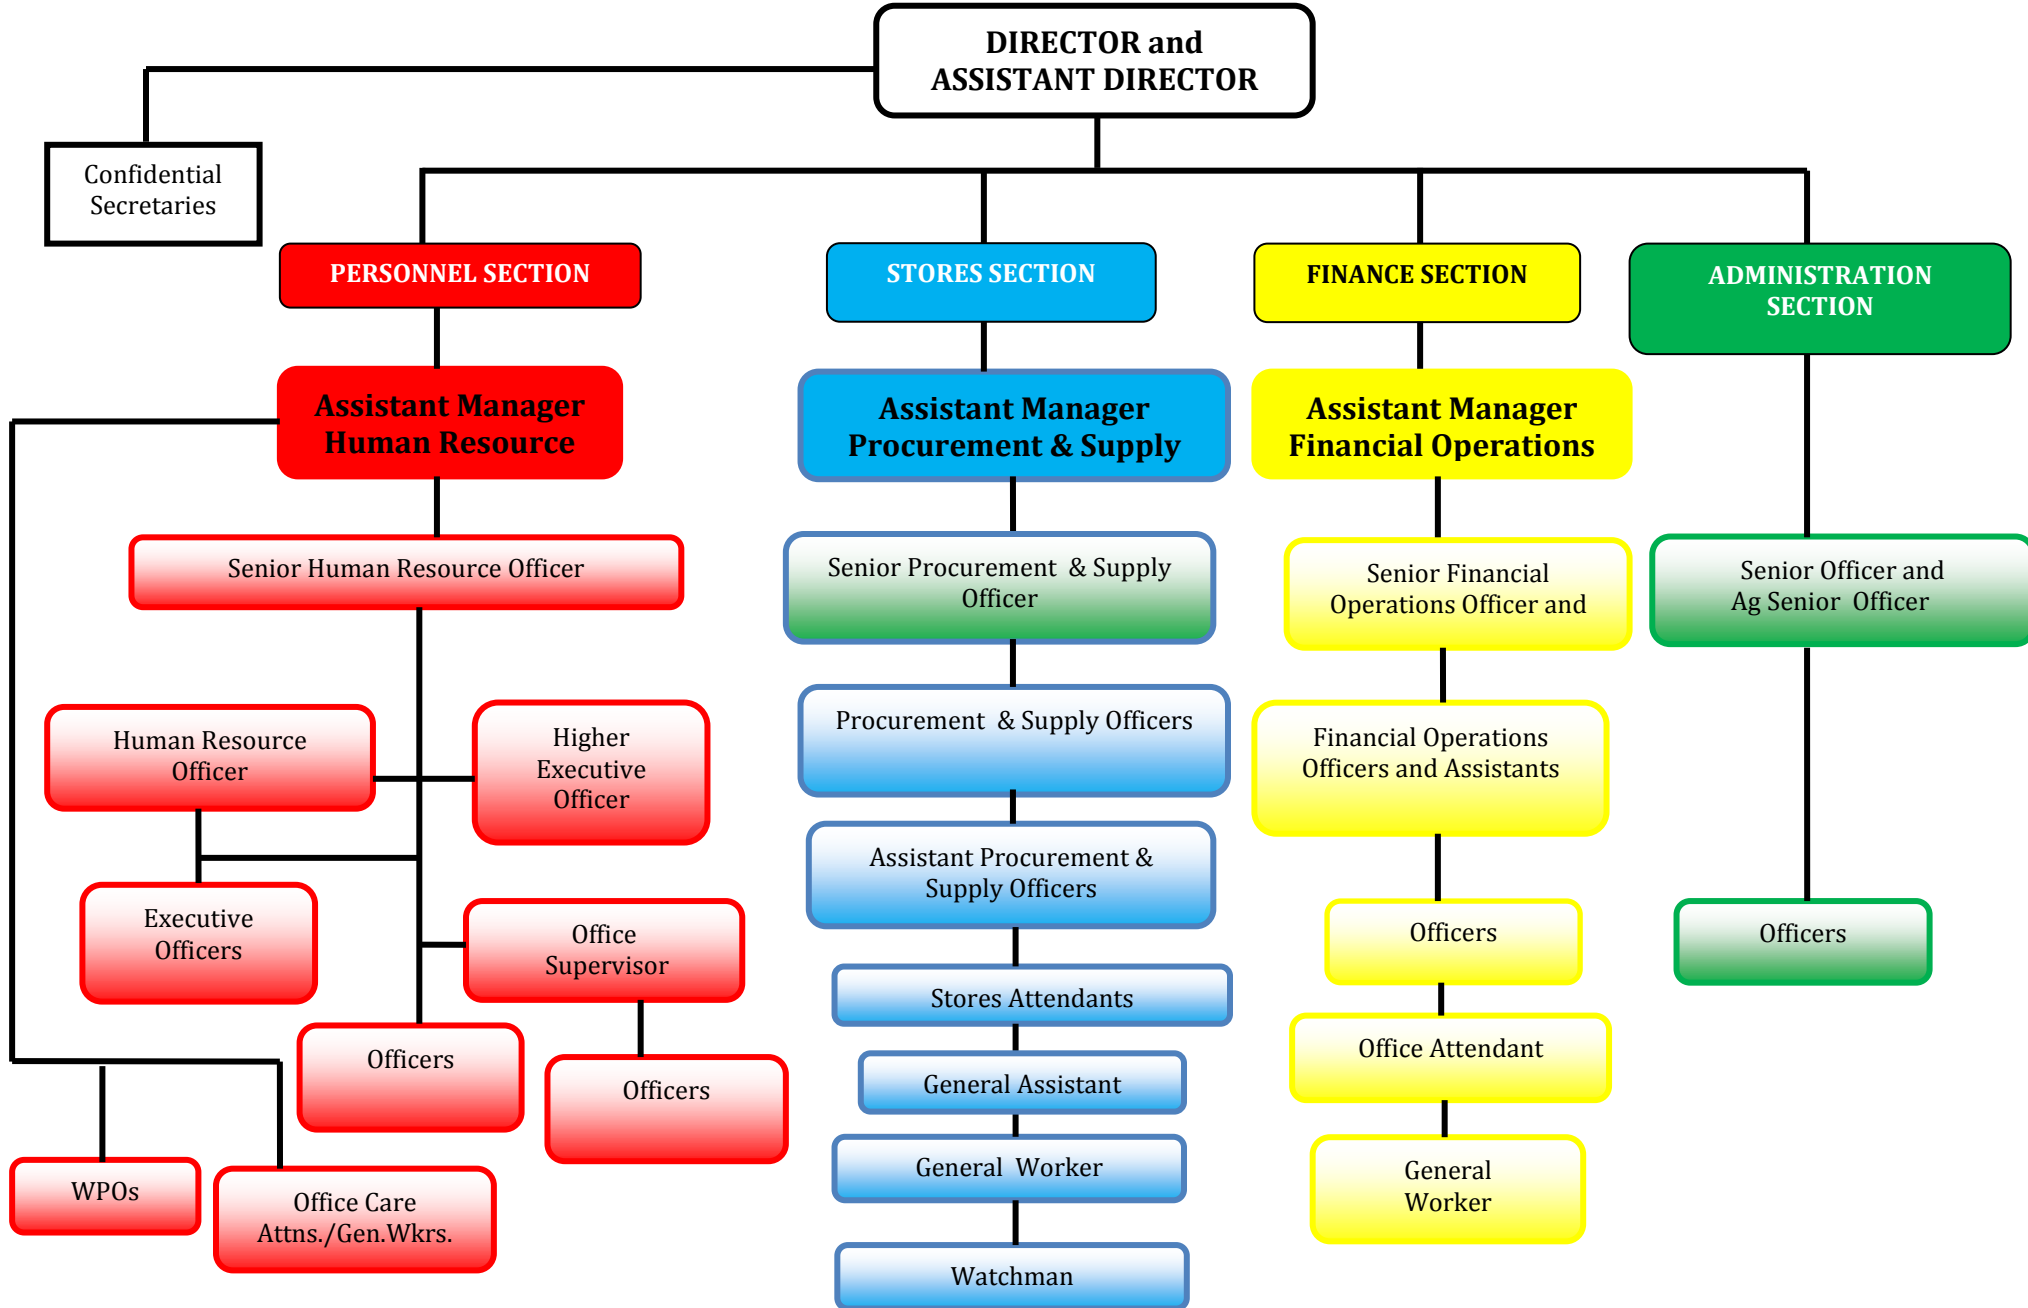 DIRECTOR and
ASSISTANT DIRECTOR
Confidential
Secretaries
PERSONNEL SECTION
STORES SECTION
FINANCE SECTION
ADMINISTRATION
SECTION
Assistant Manager
Human Resource
Assistant Manager
Procurement & Supply
Assistant Manager
Financial Operations
Senior Human Resource Officer
Senior Procurement & Supply
Officer
Senior Financial
Operations Officer and
Senior Officer and
Ag Senior Officer
Human Resource
Officer
Higher
Executive
Officer
Procurement & Supply Officers
Financial Operations
Officers and Assistants
Executive
Officers
Office
Supervisor
Assistant Procurement &
Supply Officers
Officers
Officers
Stores Attendants
Officers
Officers
General Assistant
Office Attendant
WPOs
Office Care
Attns./Gen.Wkrs.
General Worker
General
Worker
Watchman